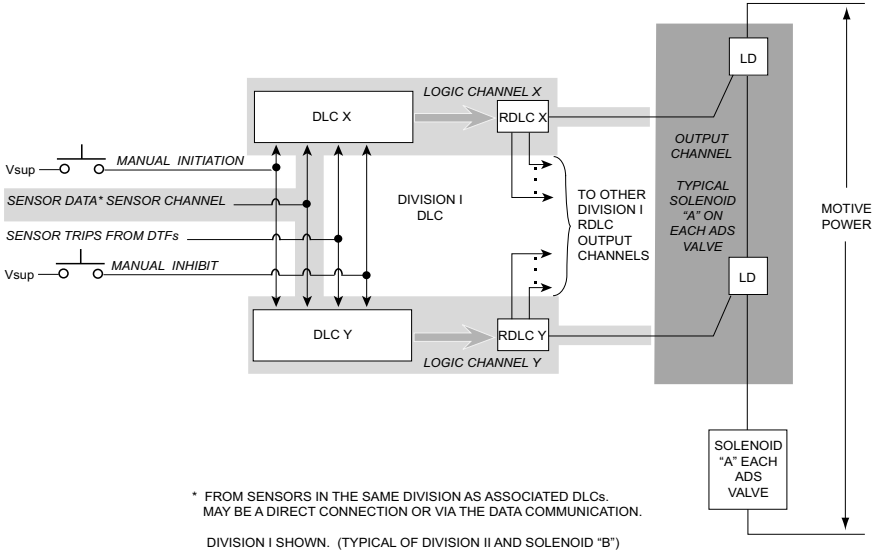 LD
LOGIC CHANNEL X
DLC X
RDLC X
OUTPUT
CHANNEL
TYPICAL
SOLENOID
"A" ON
EACH ADS
VALVE
Vsup
MANUAL INITIATION
SENSOR DATA* SENSOR CHANNEL
SENSOR TRIPS FROM DTFs
Vsup
MANUAL INHIBIT
DIVISION I
DLC
TO OTHER
DIVISION I
RDLC
OUTPUT
CHANNELS
MOTIVE
POWER
LD
DLC Y
RDLC Y
LOGIC CHANNEL Y
SOLENOID
"A" EACH
ADS
VALVE
* FROM SENSORS IN THE SAME DIVISION AS ASSOCIATED DLCs.
MAY BE A DIRECT CONNECTION OR VIA THE DATA COMMUNICATION.
DIVISION I SHOWN. (TYPICAL OF DIVISION II AND SOLENOID "B")